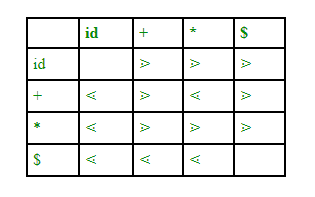 id + * $
id ⋗ ⋗ ⋗
+ ⋖ ⋗ ⋖ ⋗
* ⋖ ⋗ ⋗ ⋗
$ ⋖ ⋖ ⋖